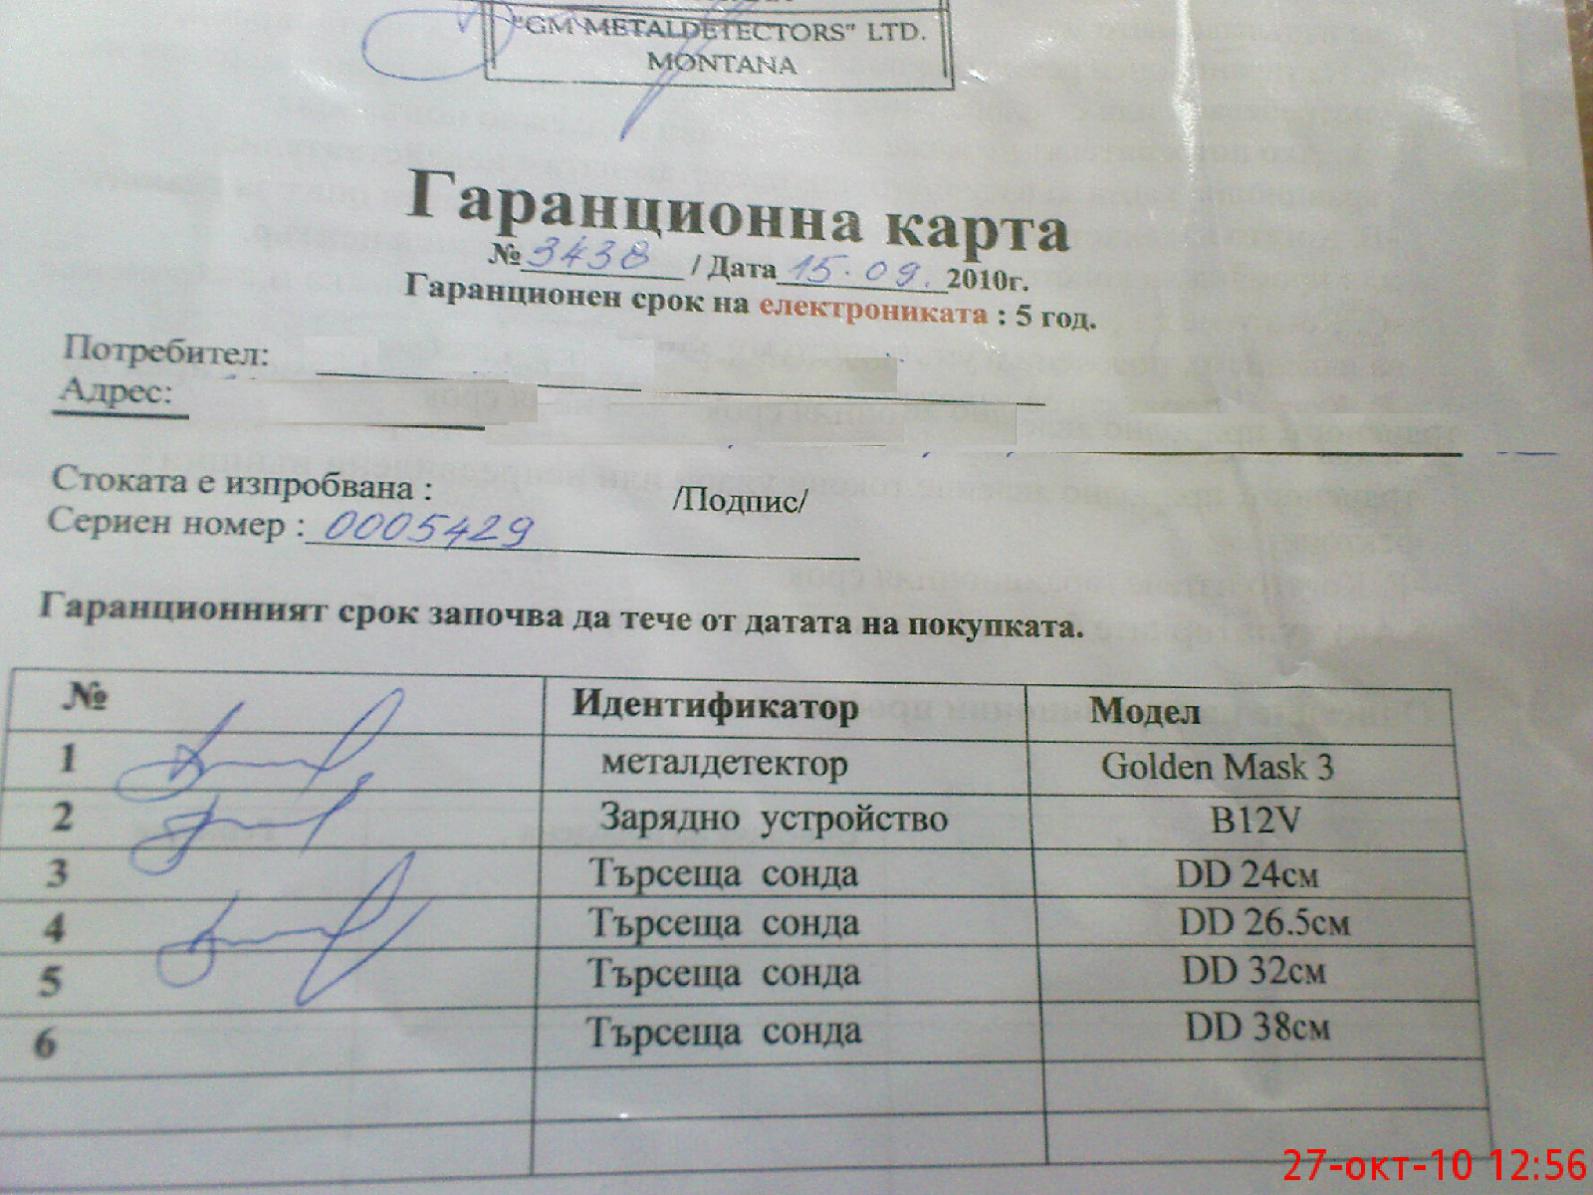 "GM METALDETECTORS" LTD.
MONTANA
Гаранционна карта
№ 3438 / Дата 15.09. 2010г.
Гаранционен срок на електрониката : 5 год.
Потребител:
Адрес:
Стоката е изпробвана : /Подпис/
Сериен номер : 0005429
Гаранционният срок започва да тече от датата на покупката.
№ Идентификатор Модел
1 металдетектор Golden Mask 3
2 Зарядно устройство B12V
3 Търсеща сонда DD 24см
4 Търсеща сонда DD 26.5см
5 Търсеща сонда DD 32см
6 Търсеща сонда DD 38см
27-окт-10 12:56